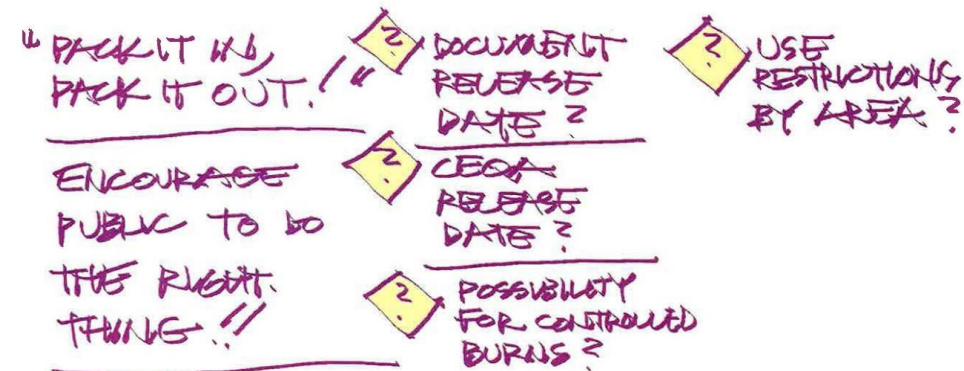 "PACK IT IN,
PACK IT OUT!"
ENCOURAGE
PUBLIC TO DO
THE RIGHT
THING!!
? DOCUMENT
RELEASE
DATE?
? CEQA
RELEASE
DATE?
? POSSIBILITY
FOR CONTROLLED
BURNS?
? USE
RESTRICTIONS
BY AREA?